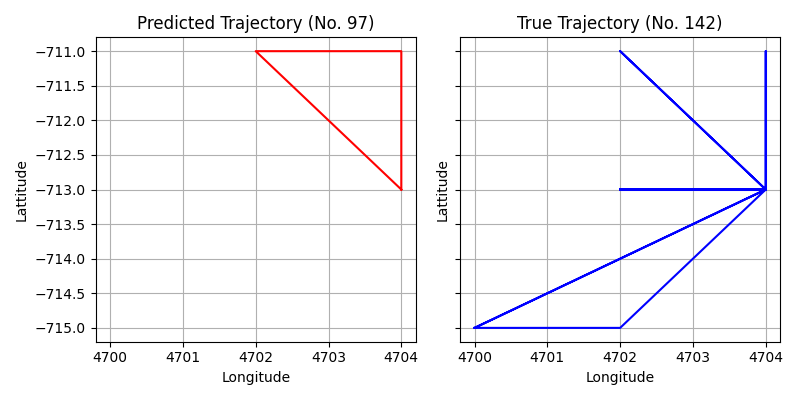 Predicted Trajectory (No. 97)
True Trajectory (No. 142)
−711.0
−711.5
−712.0
−712.5
−713.0
−713.5
−714.0
−714.5
−715.0
Lattitude
Lattitude
4700 4701 4702 4703 4704
4700 4701 4702 4703 4704
Longitude
Longitude